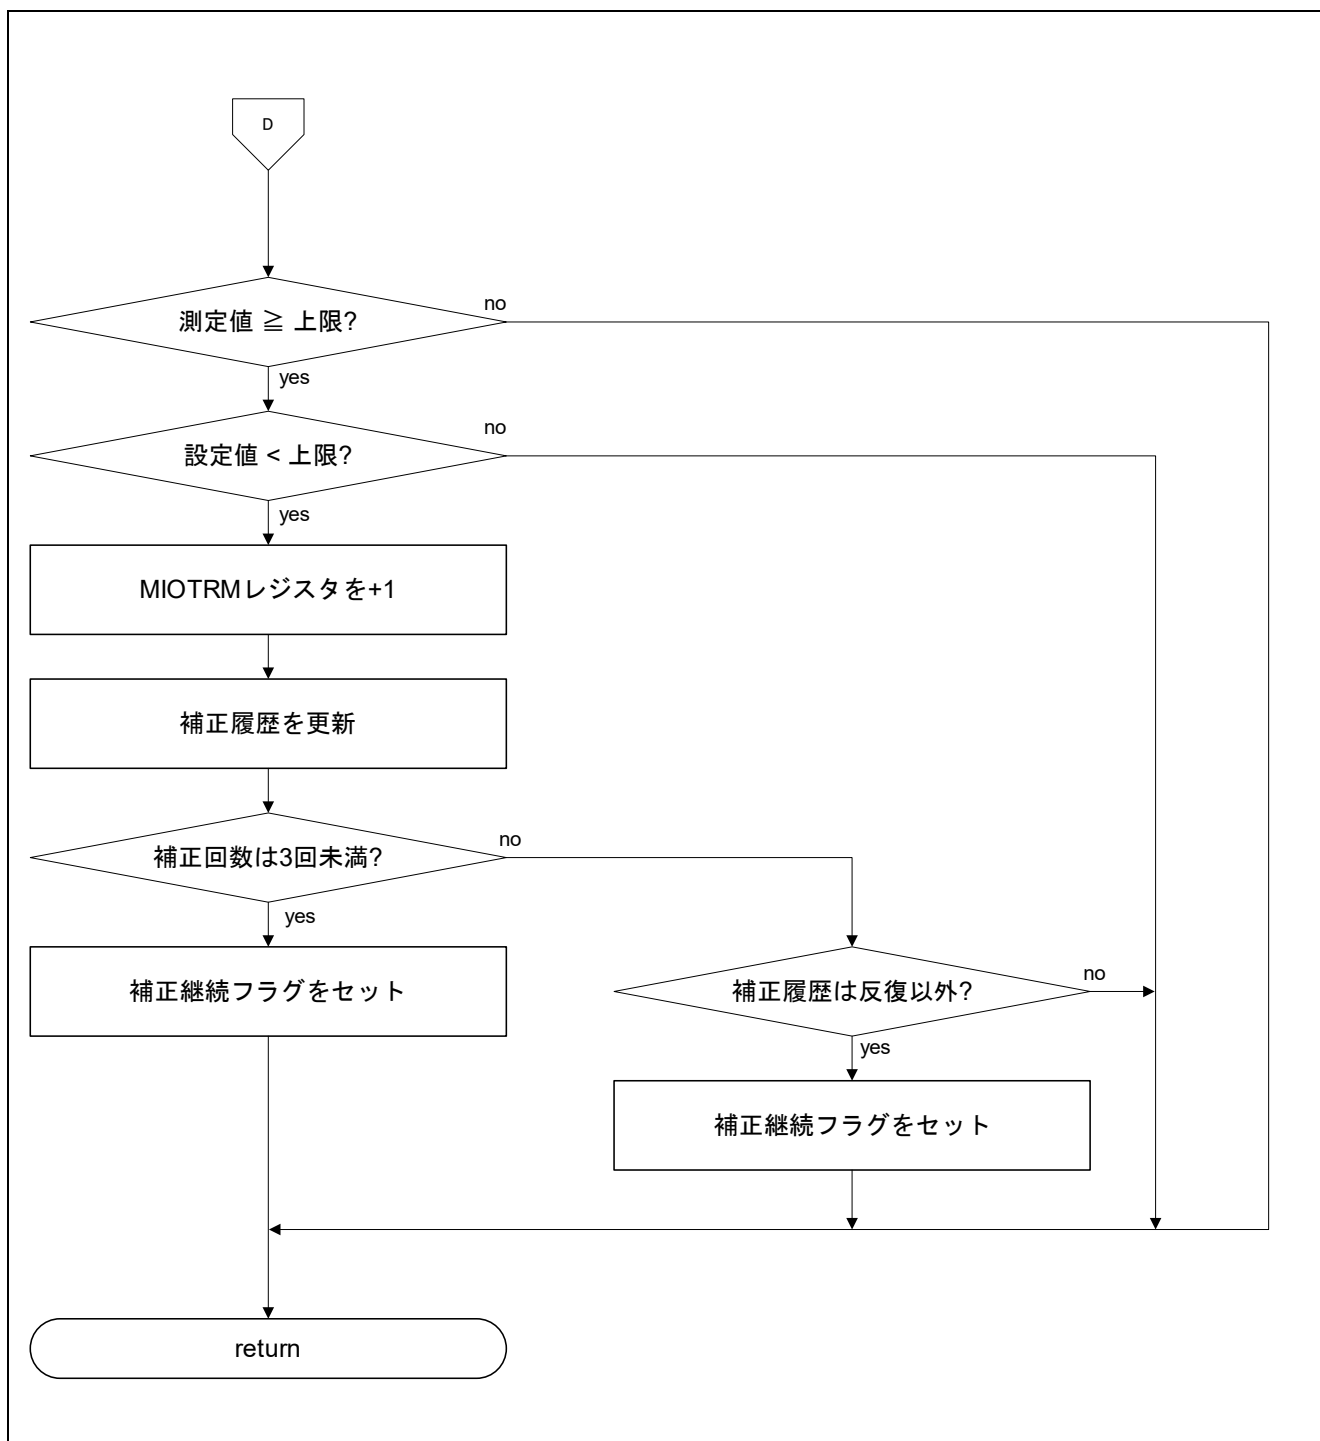 D
測定値 ≧ 上限?
no
yes
設定値 < 上限?
no
yes
MIOTRMレジスタを+1
補正履歴を更新
補正回数は3回未満?
no
yes
補正継続フラグをセット
補正履歴は反復以外?
no
yes
補正継続フラグをセット
return